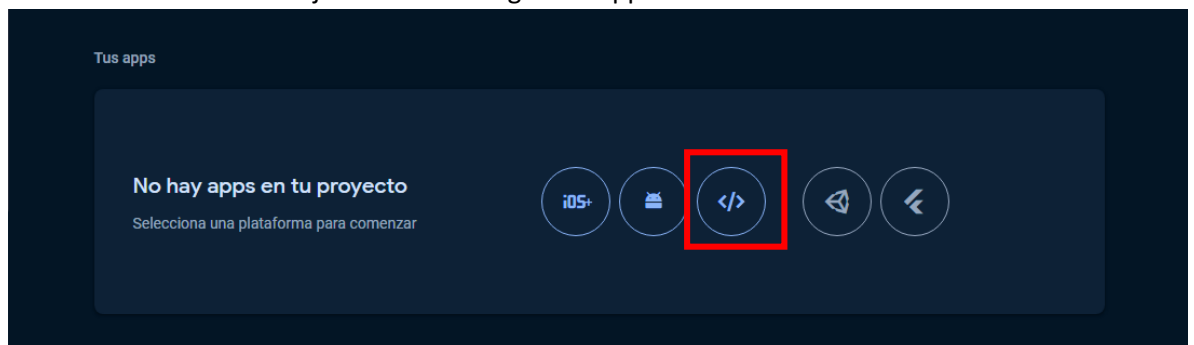 Tus apps
No hay apps en tu proyecto
Selecciona una plataforma para comenzar
iOS+
</>